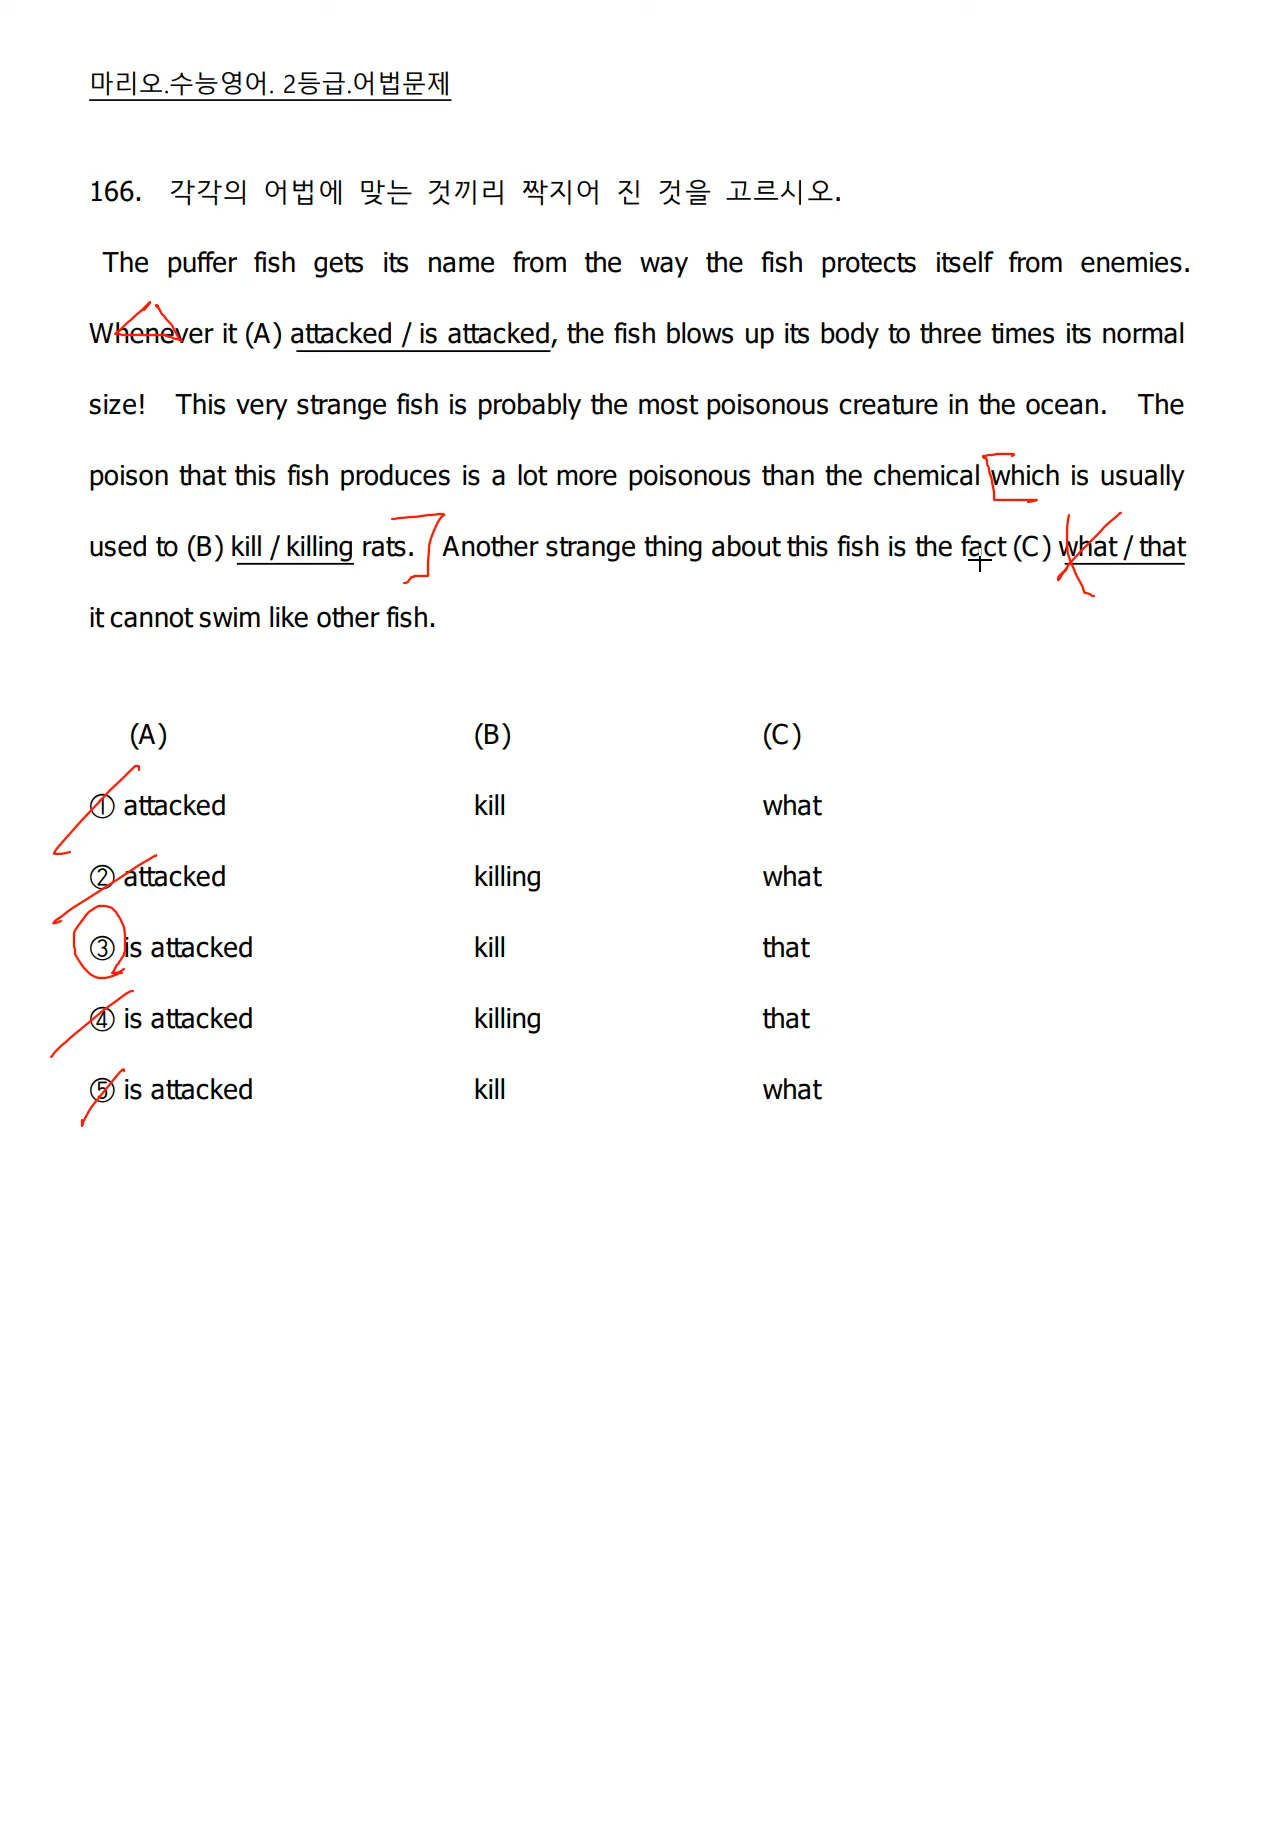 마리오.수능영어. 2등급.어법문제
166. 각각의 어법에 맞는 것끼리 짝지어 진 것을 고르시오.
The puffer fish gets its name from the way the fish protects itself from enemies.
Whenever it (A) attacked / is attacked, the fish blows up its body to three times its normal
size! This very strange fish is probably the most poisonous creature in the ocean. The
poison that this fish produces is a lot more poisonous than the chemical which is usually
used to (B) kill / killing rats. Another strange thing about this fish is the fact (C) what / that
it cannot swim like other fish.
(A) (B) (C)
① attacked kill what
② attacked killing what
③ is attacked kill that
④ is attacked killing that
⑤ is attacked kill what